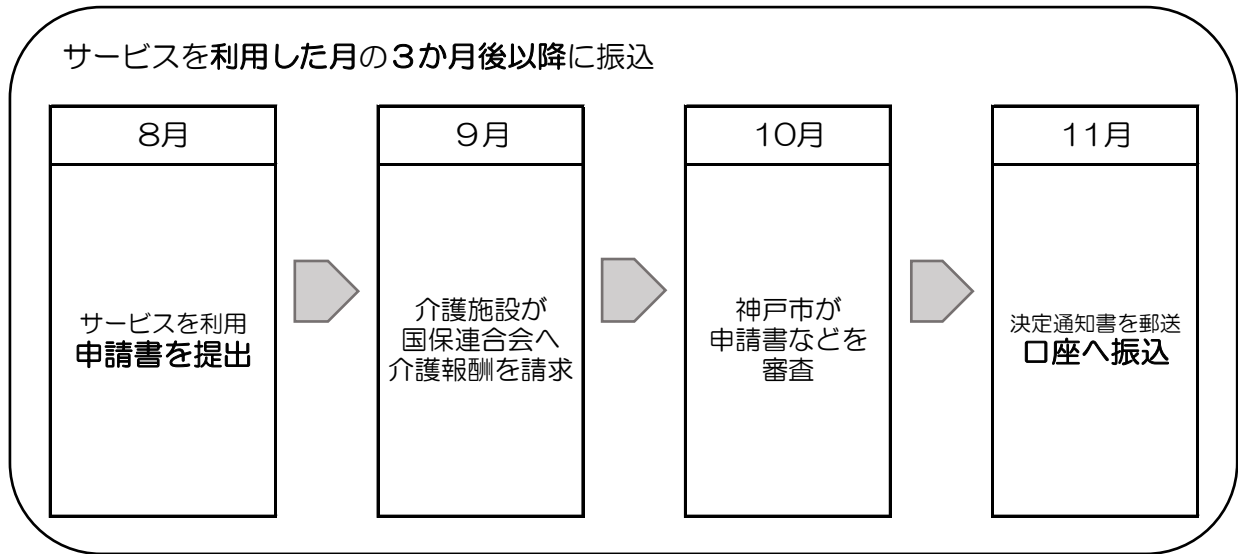 サービスを利用した月の３か月後以降に振込
8月
サービスを利用
申請書を提出
９月
介護施設が
国保連合会へ
介護報酬を請求
10月
神戸市が
申請書などを
審査
11月
決定通知書を郵送
口座へ振込